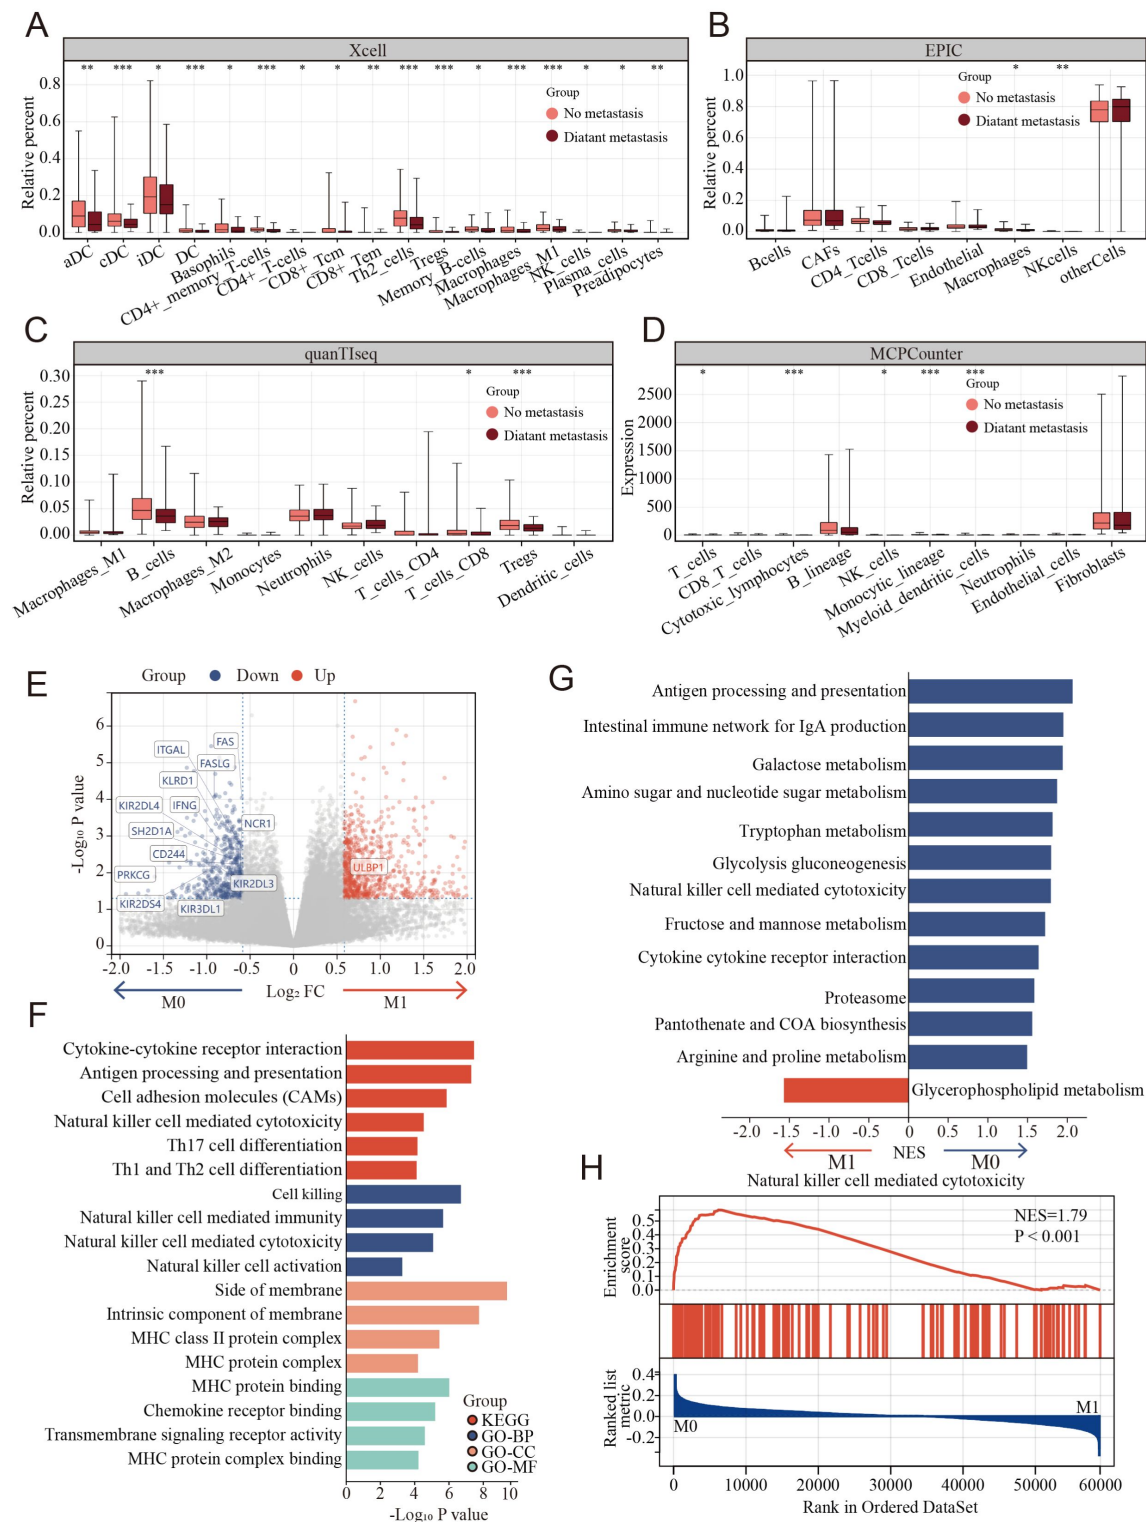 A
Xcell
** *** * *** * *** * * ** *** *** * *** *** * * **
Relative percent
0.8
0.6
0.4
0.2
0.0
Group
No metastasis
Diatant metastasis
aDC
cDC
iDC
DC
Basophils
CD4+_memory_T-cells
CD4+_T-cells
CD8+_Tcm
CD8+_Tem
Th2_cells
Tregs
Memory_B-cells
Macrophages
Macrophages_M1
NK_cells
Plasma_cells
Preadipocytes
B
EPIC
* **
Relative percent
1.0
0.8
0.6
0.4
0.2
0.0
Group
No metastasis
Diatant metastasis
Bcells
CAFs
CD4_Tcells
CD8_Tcells
Endothelial
Macrophages
NKcells
otherCells
C
quanTIseq
*** * ***
Relative percent
0.30
0.25
0.20
0.15
0.10
0.05
0.00
Group
No metastasis
Diatant metastasis
Macrophages_M1
B_cells
Macrophages_M2
Monocytes
Neutrophils
NK_cells
T_cells_CD4
T_cells_CD8
Tregs
Dendritic_cells
D
MCPCounter
* *** * *** ***
Expression
2500
2000
1500
1000
500
0
Group
No metastasis
Diatant metastasis
T_cells
CD8_T_cells
Cytotoxic_lymphocytes
B_lineage
NK_cells
Monocytic_lineage
Myeloid_dendritic_cells
Neutrophils
Endothelial_cells
Fibroblasts
E
Group Down Up
-Log₁₀ P value
6
5
4
3
2
1
0
FAS
ITGAL
FASLG
KLRD1
KIR2DL4
IFNG
NCR1
SH2D1A
CD244
ULBP1
PRKCG
KIR2DL3
KIR2DS4
KIR3DL1
-2.0 -1.5 -1.0 -0.5 0 0.5 1.0 1.5 2.0
M0 Log₂ FC M1
F
Cytokine-cytokine receptor interaction
Antigen processing and presentation
Cell adhesion molecules (CAMs)
Natural killer cell mediated cytotoxicity
Th17 cell differentiation
Th1 and Th2 cell differentiation
Cell killing
Natural killer cell mediated immunity
Natural killer cell mediated cytotoxicity
Natural killer cell activation
Side of membrane
Intrinsic component of membrane
MHC class II protein complex
MHC protein complex
MHC protein binding
Chemokine receptor binding
Transmembrane signaling receptor activity
MHC protein complex binding
Group
KEGG
GO-BP
GO-CC
GO-MF
0 2 4 6 8 10
-Log₁₀ P value
G
Antigen processing and presentation
Intestinal immune network for IgA production
Galactose metabolism
Amino sugar and nucleotide sugar metabolism
Tryptophan metabolism
Glycolysis gluconeogenesis
Natural killer cell mediated cytotoxicity
Fructose and mannose metabolism
Cytokine cytokine receptor interaction
Proteasome
Pantothenate and COA biosynthesis
Arginine and proline metabolism
Glycerophospholipid metabolism
-2.0 -1.5 -1.0 -0.5 0 0.5 1.0 1.5 2.0
M1 NES M0
H
Natural killer cell mediated cytotoxicity
Enrichment
score
0.5
0.4
0.3
0.2
0.1
0.0
NES=1.79
P < 0.001
Ranked list
metric
0.4
0.2
0.0
-0.2
M0
M1
0 10000 20000 30000 40000 50000 60000
Rank in Ordered DataSet